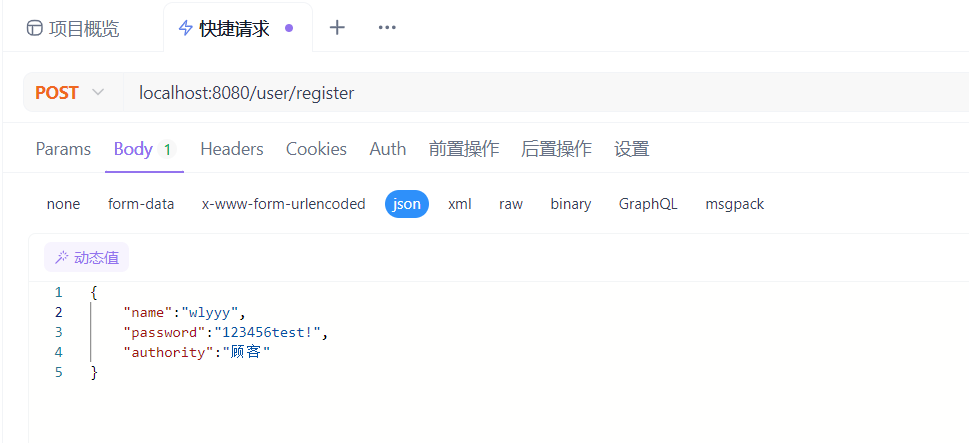 项目概览 快捷请求 + ···
POST localhost:8080/user/register
Params Body 1 Headers Cookies Auth 前置操作 后置操作 设置
none form-data x-www-form-urlencoded json xml raw binary GraphQL msgpack
动态值
1 {
2 "name":"wlyyy",
3 "password":"123456test!",
4 "authority":"顾客"
5 }